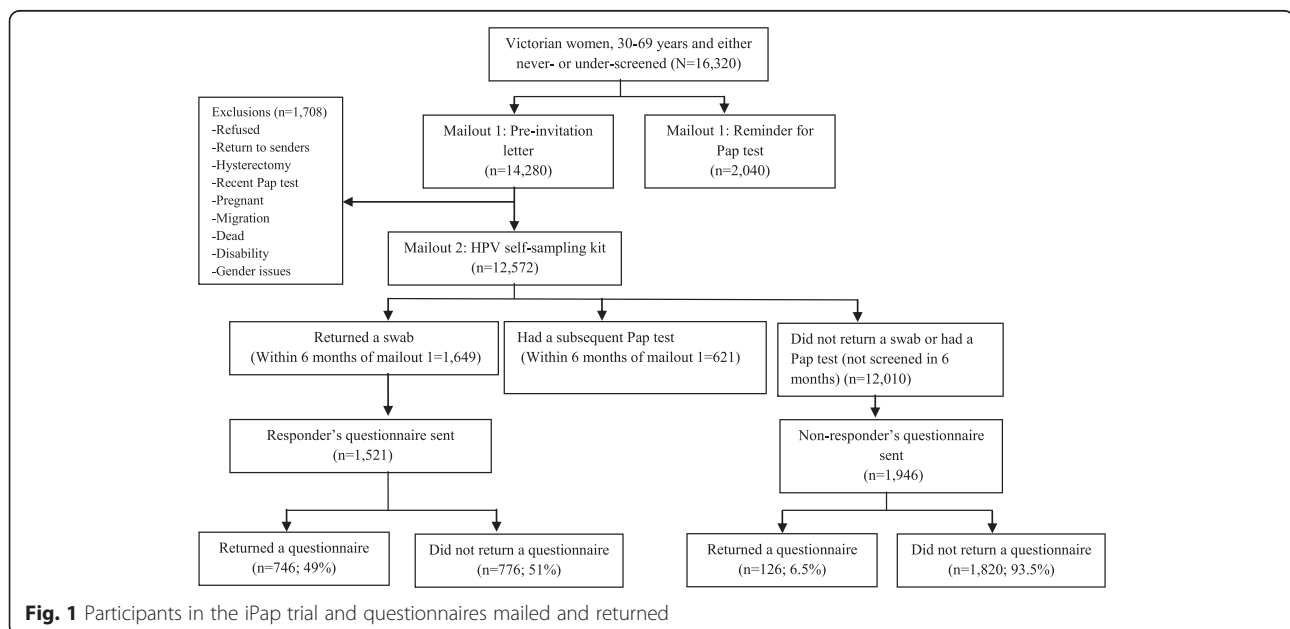 Victorian women, 30-69 years and either
never- or under-screened (N=16,320)
Exclusions (n=1,708)
-Refused
-Return to senders
-Hysterectomy
-Recent Pap test
-Pregnant
-Migration
-Dead
-Disability
-Gender issues
Mailout 1: Pre-invitation
letter
(n=14,280)
Mailout 1: Reminder for
Pap test
(n=2,040)
Mailout 2: HPV self-sampling kit
(n=12,572)
Returned a swab
(Within 6 months of mailout 1=1,649)
Had a subsequent Pap test
(Within 6 months of mailout 1=621)
Did not return a swab or had a
Pap test (not screened in 6
months) (n=12,010)
Responder’s questionnaire sent
(n=1,521)
Non-responder’s questionnaire
sent
(n=1,946)
Returned a questionnaire
(n=746; 49%)
Did not return a questionnaire
(n=776; 51%)
Returned a questionnaire
(n=126; 6.5%)
Did not return a questionnaire
(n=1,820; 93.5%)
Fig. 1 Participants in the iPap trial and questionnaires mailed and returned